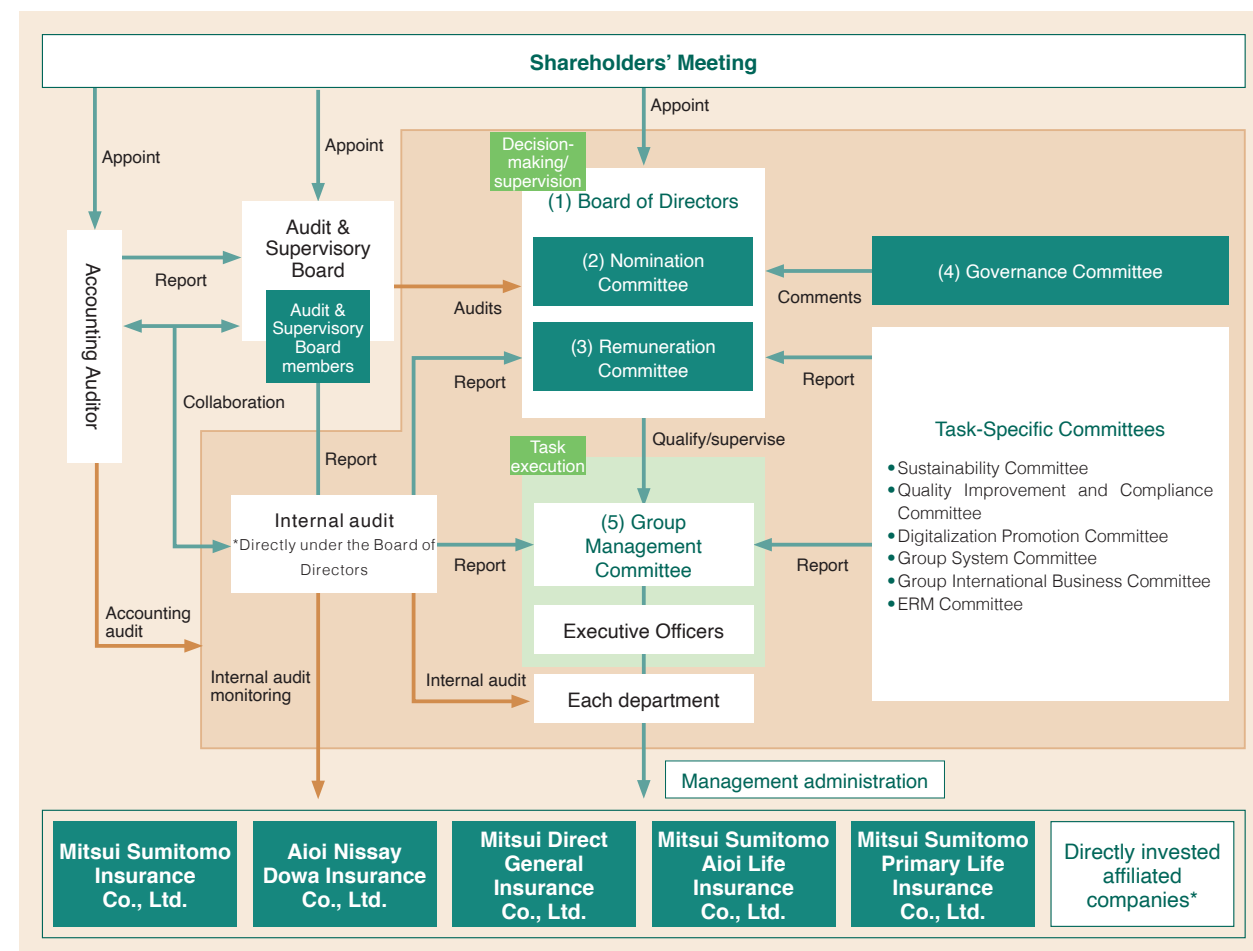 Shareholders' Meeting
Appoint
Appoint
Appoint
Decision-
making/
supervision
(1) Board of Directors
Audit &
Supervisory
Board
Accounting Auditor
Report
(2) Nomination
Committee
(4) Governance Committee
Comments
Audits
Audit &
Supervisory
Board
members
(3) Remuneration
Committee
Report
Report
Collaboration
Task-Specific Committees
•Sustainability Committee
•Quality Improvement and Compliance
Committee
•Digitalization Promotion Committee
•Group System Committee
•Group International Business Committee
•ERM Committee
Qualify/supervise
Task
execution
Report
Internal audit
*Directly under the Board of
Directors
(5) Group
Management
Committee
Report
Report
Accounting
audit
Executive Officers
Internal audit
monitoring
Internal audit
Each department
Management administration
Mitsui Sumitomo
Insurance
Co., Ltd.
Aioi Nissay
Dowa Insurance
Co., Ltd.
Mitsui Direct
General
Insurance
Co., Ltd.
Mitsui Sumitomo
Aioi Life
Insurance
Co., Ltd.
Mitsui Sumitomo
Primary Life
Insurance
Co., Ltd.
Directly invested
affiliated
companies*